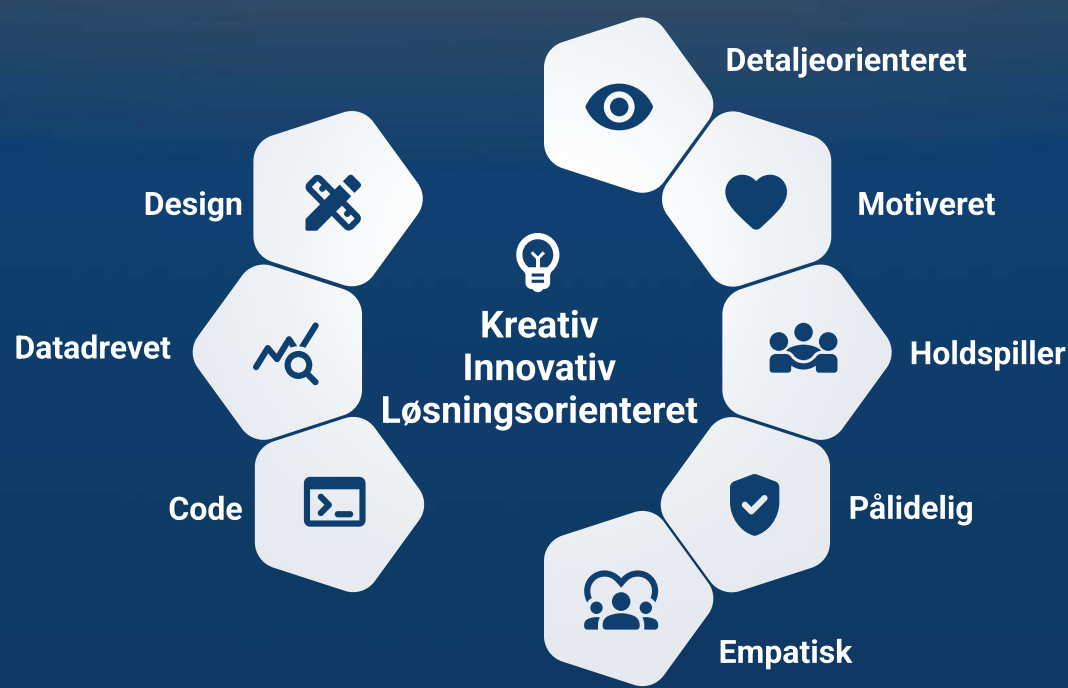 Detaljeorienteret
Design
Motiveret
Kreativ
Innovativ
Løsningsorienteret
Datadrevet
Holdspiller
Code
Pålidelig
Empatisk